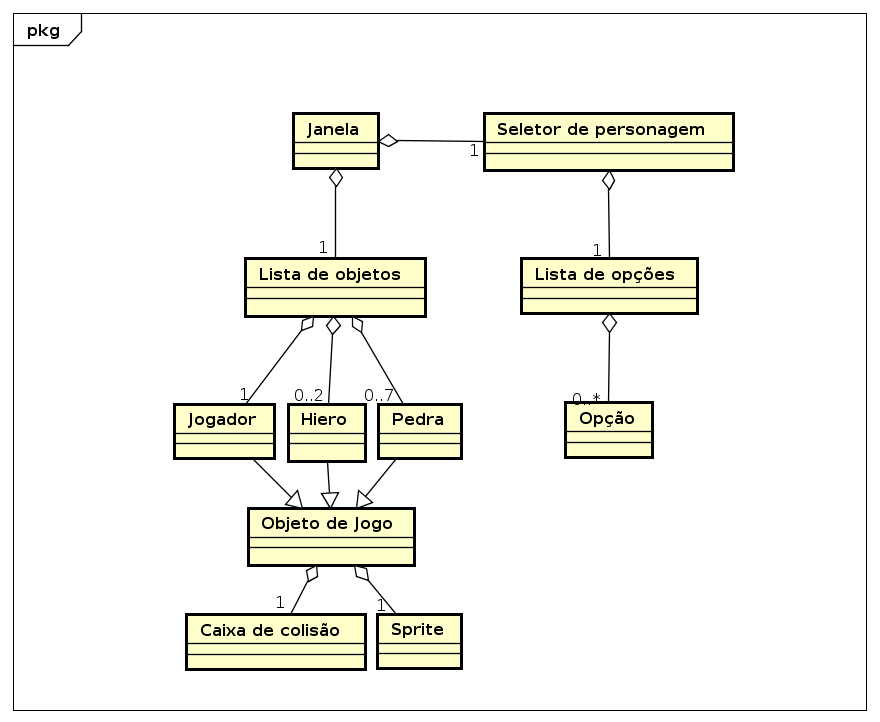 pkg
Janela
Seletor de personagem
1
1
1
Lista de objetos
Lista de opções
1
0..2
0..7
0..*
Jogador
Hiero
Pedra
Opção
Objeto de Jogo
1
1
Caixa de colisão
Sprite